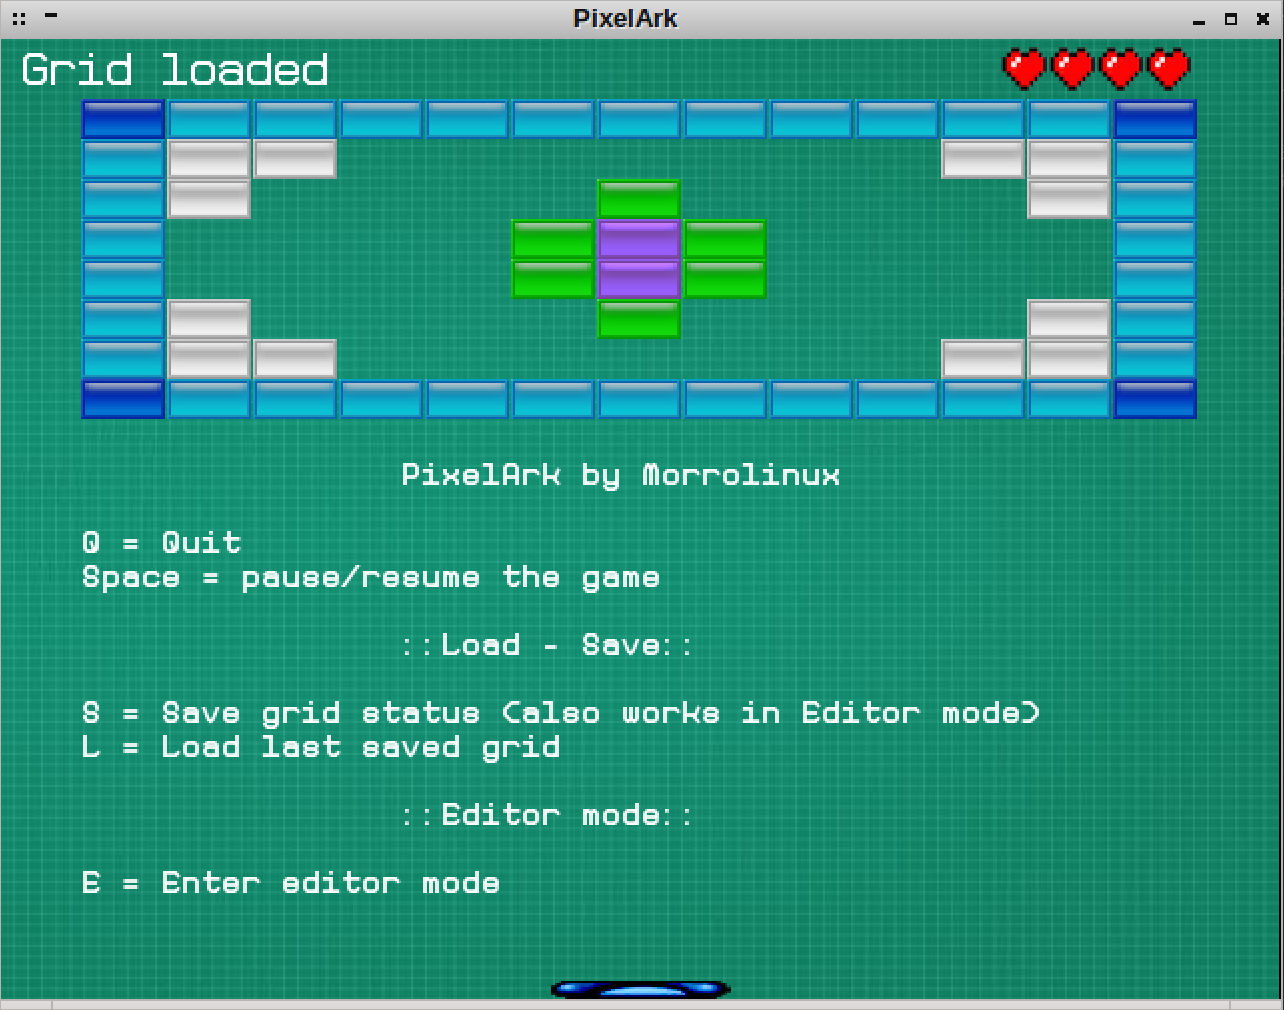 PixelArk
Grid loaded
PixelArk by Morrolinux
Q = Quit
Space = pause/resume the game
::Load - Save::
S = Save grid status (Also works in Editor mode)
L = Load last saved grid
::Editor mode::
E = Enter editor mode